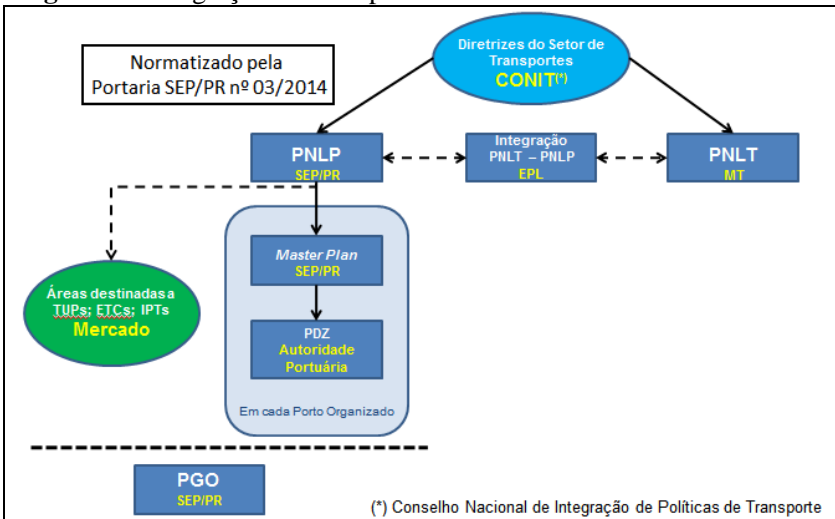 Normatizado pela
Portaria SEP/PR nº 03/2014
Diretrizes do Setor de
Transportes
CONIT(*)
PNLP
SEP/PR
Integração
PNLT – PNLP
EPL
PNLT
MT
Master Plan
SEP/PR
Áreas destinadas a
TUPs; ETCs; IPTs
Mercado
PDZ
Autoridade
Portuária
Em cada Porto Organizado
PGO
SEP/PR
(*) Conselho Nacional de Integração de Políticas de Transporte